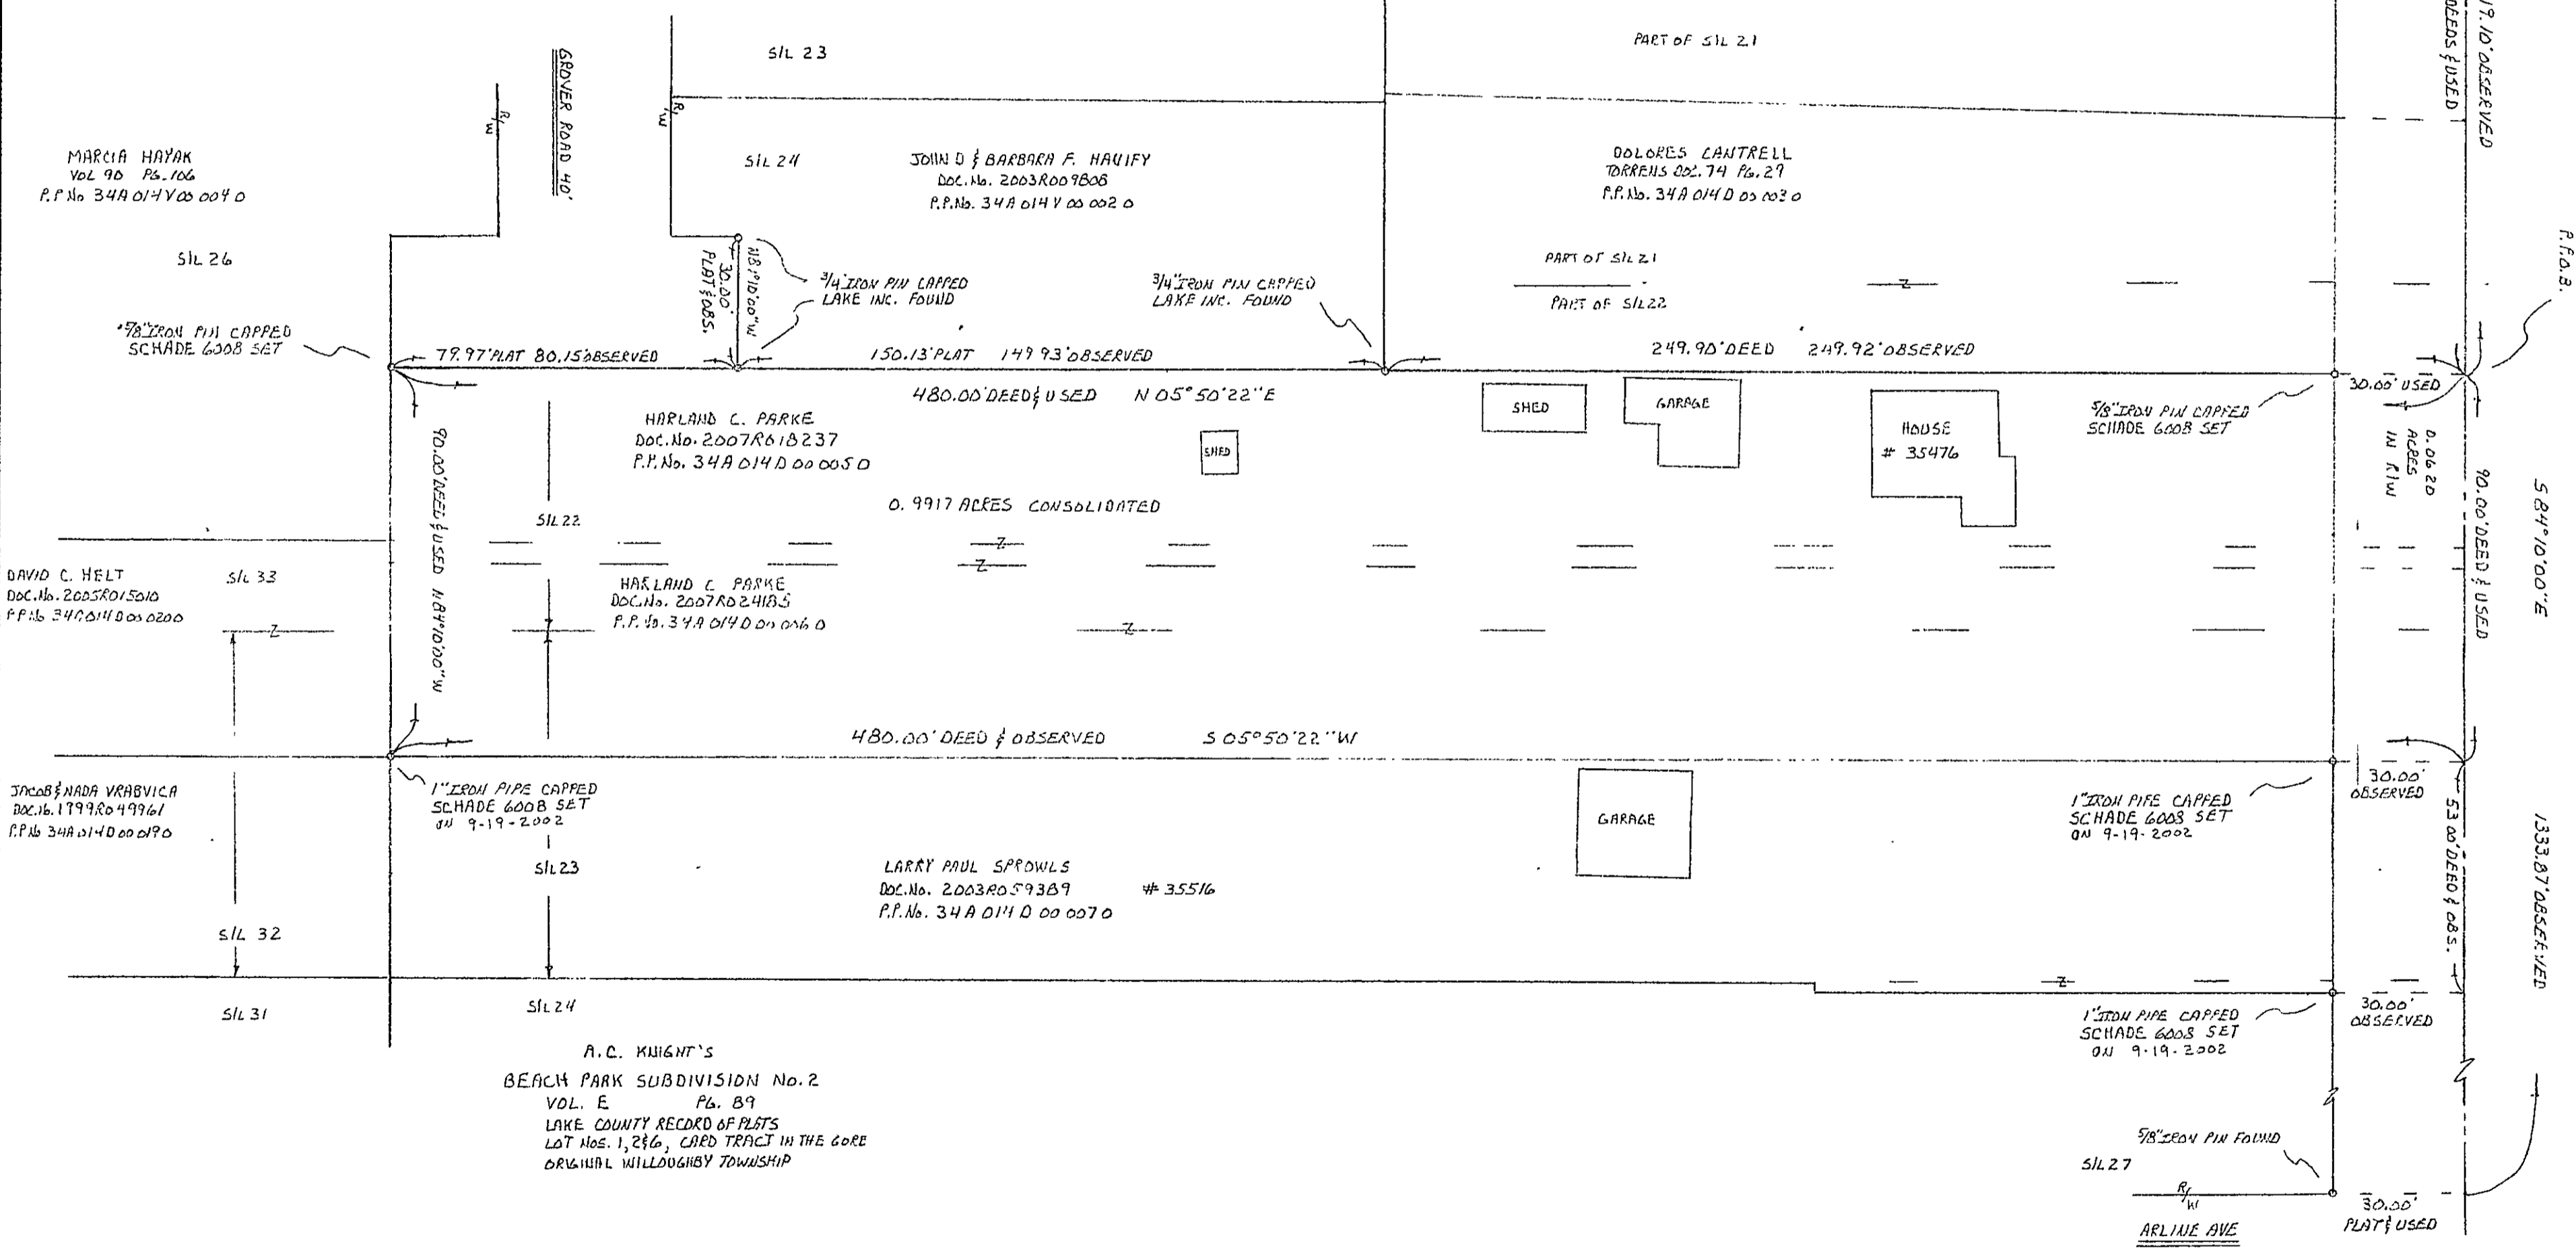 S/L 23
PART OF S/L 21
19.10' OBSERVED
DEEDS & USED
GROVER ROAD 40'
R/W
R/W
MARCIA HAYAK
VOL 90 PG. 106
P.P. No 34A 014 V 00 004 0
S/L 24
JOHN D & BARBARA F. HAVIFY
DOC. No. 2003R009808
P.P. No. 34A 014 V 00 002 0
DOLORES CANTRELL
TORRENS DOC. 74 PG. 29
P.P. No. 34A 014 D 00 003 0
S/L 26
30.00'
PLAT & OBS.
3/4" IRON PIN CAPPED
LAKE INC. FOUND
3/4" IRON PIN CAPPED
LAKE INC. FOUND
PART OF S/L 21
PART OF S/L 22
P.P.O.B.
5/8" IRON PIN CAPPED
SCHADE 6008 SET
79.97' PLAT 80.15' OBSERVED
150.13' PLAT 149.93' OBSERVED
249.90' DEED 249.92' OBSERVED
480.00' DEED & USED N 05° 50' 22" E
30.00' USED
HARLAND C. PARKE
DOC. No. 2007R018237
P.P. No. 34A 014 D 00 005 0
SHED
SHED
GARAGE
HOUSE
# 35476
5/8" IRON PIN CAPPED
SCHADE 6008 SET
0.0620
ACRES
IN R/W
90.00' DEED & USED
S 84° 10' 00" E
90.00' DEED & USED N 84° 10' 00" W
S/L 22
0.9917 ACRES CONSOLIDATED
DAVID C. HELT
DOC. No. 2005R015010
P.P. No 34A 014 D 00 020 0
S/L 33
HARLAND C PARKE
DOC. No. 2007R024185
P.P. No. 34A 014 D 00 006 0
480.00' DEED & OBSERVED S 05° 50' 22" W
JACOB & NADA VRABVICA
DOC. No. 1999R049961
P.P. No 34A 014 D 00 019 0
1" IRON PIPE CAPPED
SCHADE 6008 SET
ON 9-19-2002
GARAGE
1" IRON PIPE CAPPED
SCHADE 6008 SET
ON 9-19-2002
30.00'
OBSERVED
53.00' DEED & OBS.
1333.87' OBSERVED
S/L 23
LARRY PAUL SPROWLS
DOC. No. 2003R059389 # 35516
P.P. No. 34A 014 D 00 007 0
S/L 32
S/L 31
S/L 24
1" IRON PIPE CAPPED
SCHADE 6008 SET
ON 9-19-2002
30.00'
OBSERVED
A.C. KNIGHT'S
BEACH PARK SUBDIVISION No. 2
VOL. E PG. 89
LAKE COUNTY RECORD OF PLATS
LOT NOS. 1, 2 & 6, CARD TRACT IN THE GORE
ORIGINAL WILLOUGHBY TOWNSHIP
5/8" IRON PIN FOUND
S/L 27
R/W
ARLINE AVE
30.00'
PLAT & USED